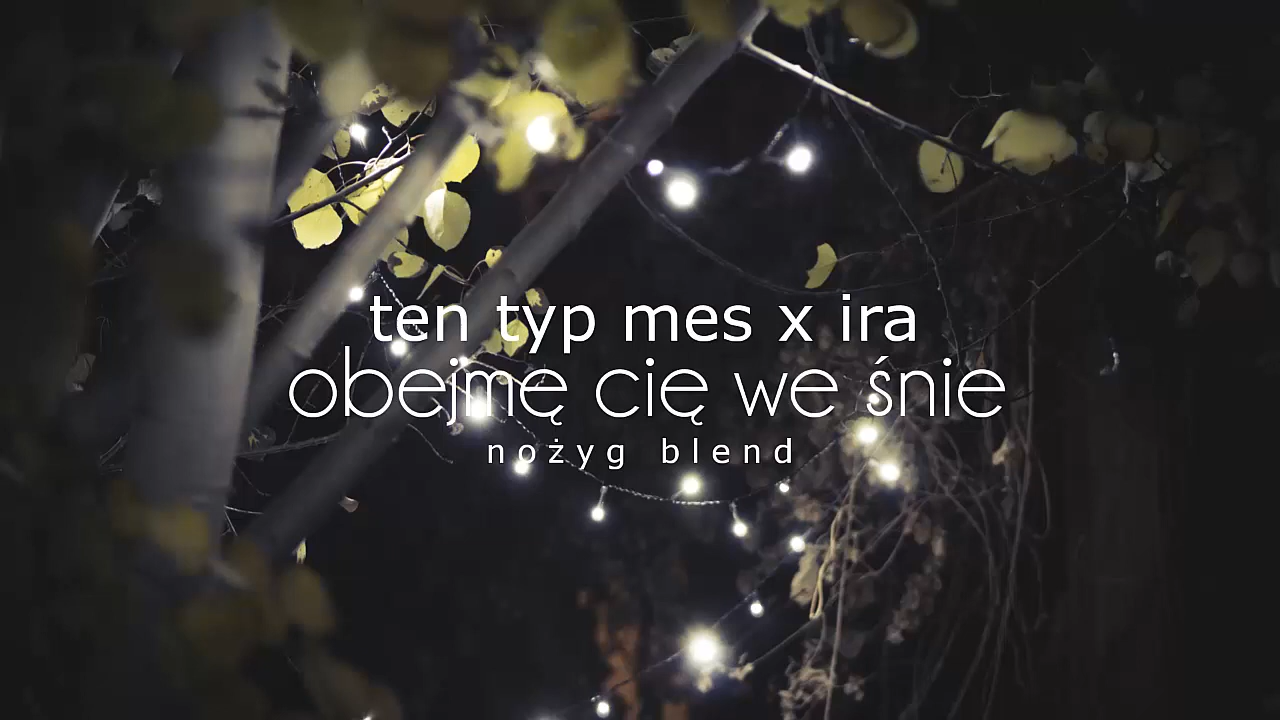 ten typ mes x ira
obejmę cię we śnie
nożyg blend